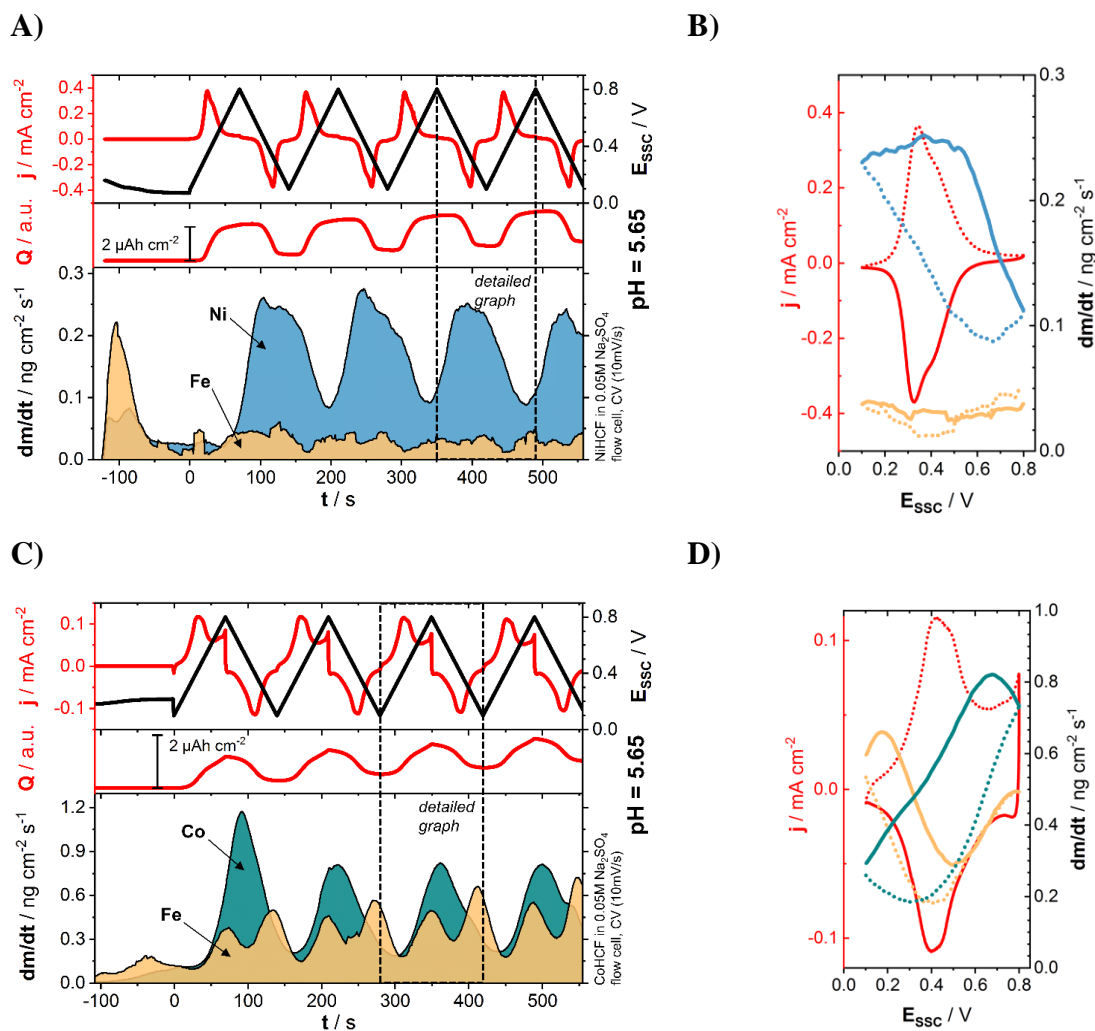 A)
j / mA cm-2
0.4
0.2
0.0
-0.2
-0.4
0.8
0.4
0.0
ESSC / V
Q / a.u.
2 µAh cm-2
dm/dt / ng cm-2 s-1
0.3
0.2
0.1
0.0
Ni
Fe
detailed
graph
pH = 5.65
NiHCF in 0.05M Na2SO4
flow cell, CV (10mV/s)
-100 0 100 200 300 400 500
t / s
B)
j / mA cm-2
0.4
0.2
0.0
-0.2
-0.4
0.3
0.2
0.1
0.0
dm/dt / ng cm-2 s-1
0.0 0.2 0.4 0.6 0.8
ESSC / V
C)
j / mA cm-2
0.1
0.0
-0.1
0.8
0.4
0.0
ESSC / V
Q / a.u.
2 µAh cm-2
dm/dt / ng cm-2 s-1
1.2
0.9
0.6
0.3
0.0
Co
Fe
detailed
graph
pH = 5.65
CoHCF in 0.05M Na2SO4
flow cell, CV (10mV/s)
-100 0 100 200 300 400 500
t / s
D)
j / mA cm-2
0.1
0.0
-0.1
1.0
0.8
0.6
0.4
0.2
0.0
dm/dt / ng cm-2 s-1
0.0 0.2 0.4 0.6 0.8
ESSC / V